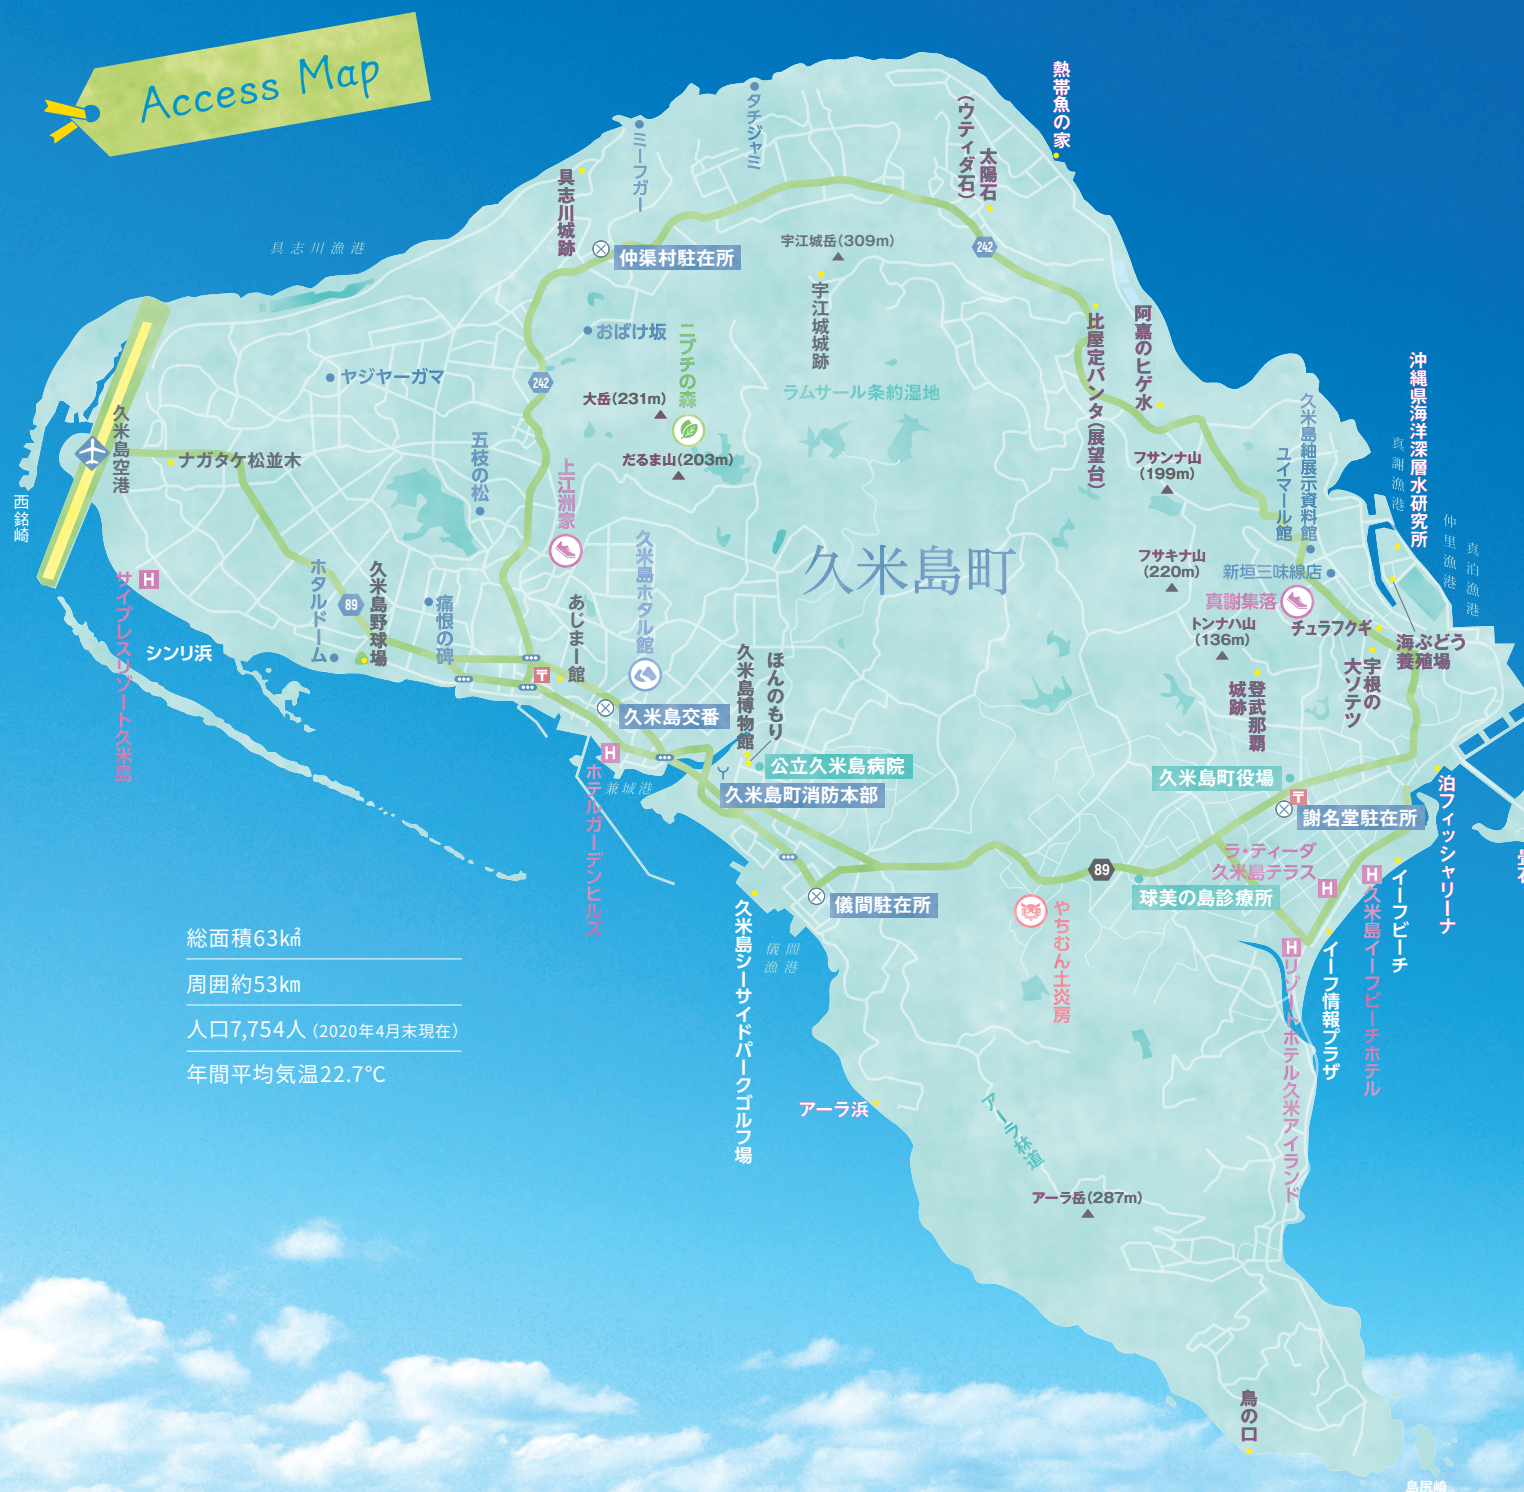 Access Map
熱帯魚の家
タチジャミ
ミーフガー
太陽石
(ウティダ石)
具志川城跡
具志川漁港
仲渠村駐在所
宇江城岳(309m)
242
宇江城城跡
比屋定バンタ(展望台)
阿嘉のヒゲ水
おばけ坂
ニブチの森
ヤジヤーガマ
242
大岳(231m)
ラムサール条約湿地
沖縄県海洋深層水研究所
久米島紬展示資料館
ユイマール館
真謝漁港
久米島空港
ナガタケ松並木
五枝の松
上江洲家
だるま山(203m)
フサンナ山
(199m)
西銘崎
仲里漁港
真泊漁港
久米島町
フサキナ山
(220m)
新垣三味線店
真謝集落
サイプレスリゾート久米島
シンリ浜
ホタルドーム
89
久米島野球場
痛恨の碑
あじまー館
久米島ホタル館
トンナハ山
(136m)
チュラフクギ
海ぶどう
養殖場
宇根の
大ソテツ
登武那覇
城跡
久米島博物館
ほんのもり
久米島交番
公立久米島病院
久米島町消防本部
ホテルガーデンヒルズ
兼城港
久米島町役場
謝名堂駐在所
泊フィッシャリーナ
ラ・ティーダ
久米島テラス
89
球美の島診療所
儀間駐在所
やちむん土炎房
久米島イーフビーチホテル
イーフビーチ
イーフ情報プラザ
リゾートホテル久米アイランド
久米島シーサイドパークゴルフ場
儀間
漁港
総面積63㎢
周囲約53㎞
人口7,754人(2020年4月末現在)
年間平均気温22.7℃
アーラ浜
アーラ林道
アーラ岳(287m)
鳥の口
島尻崎